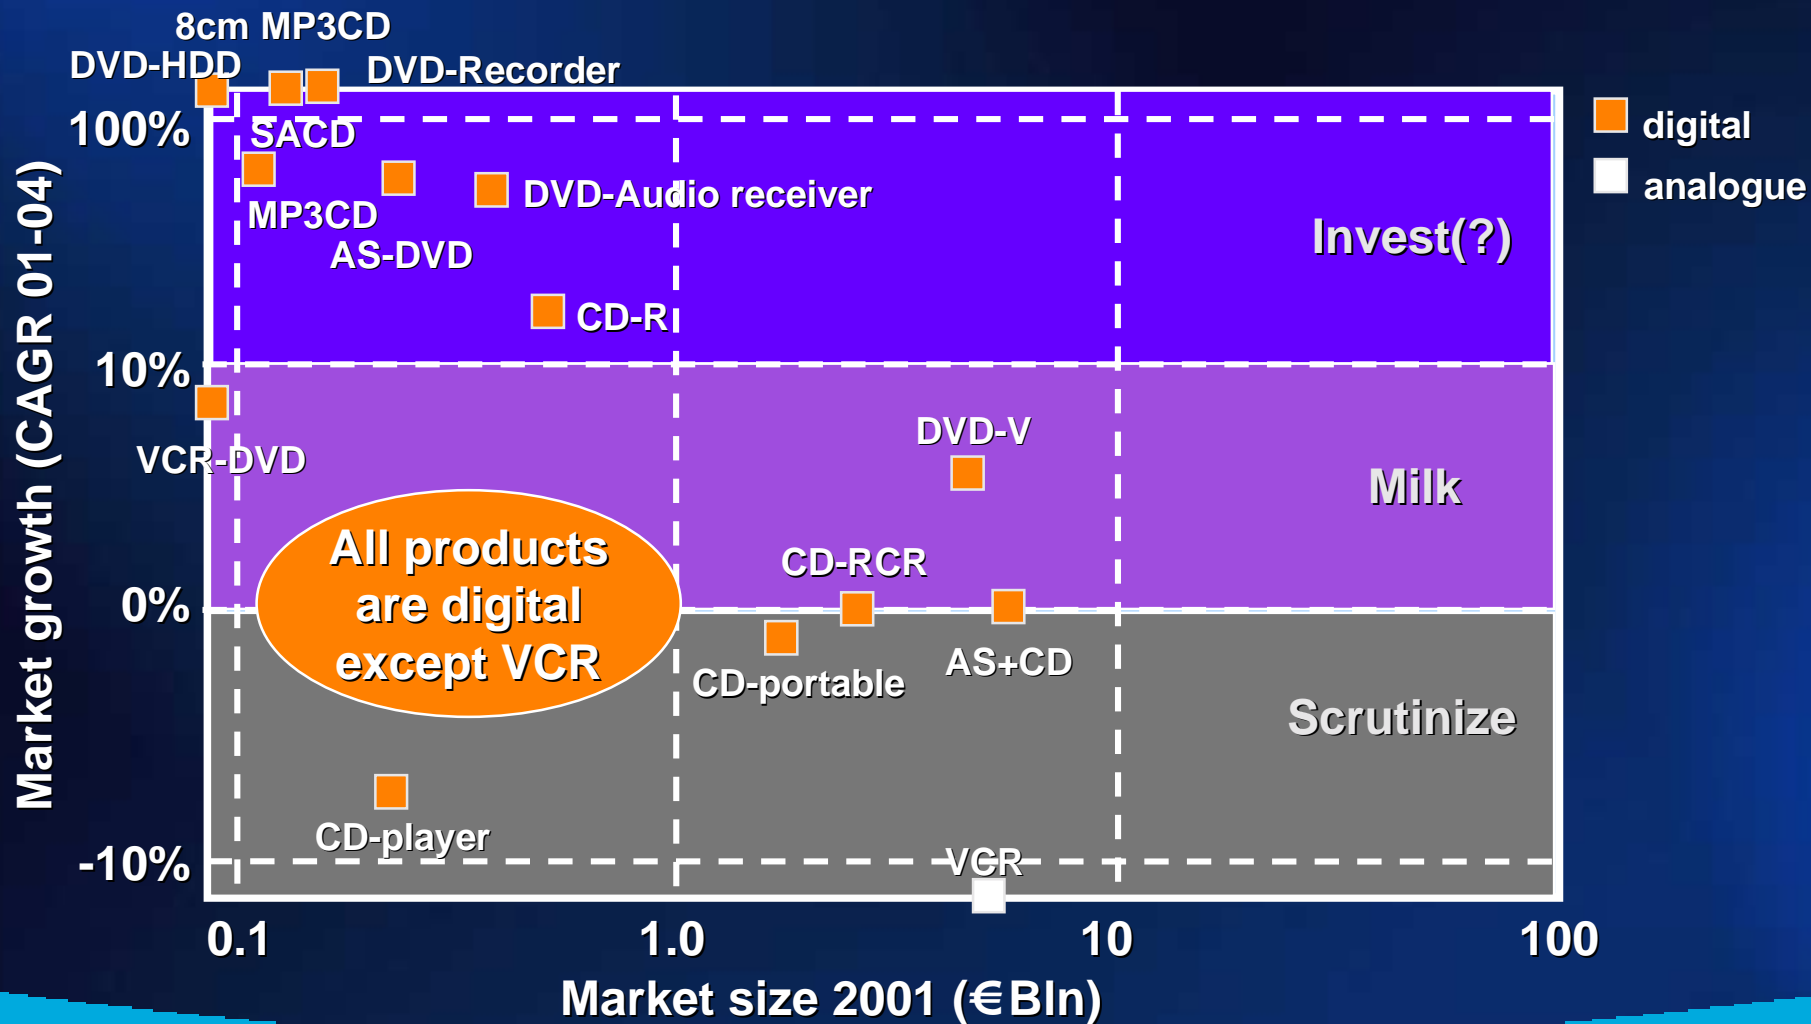 8cm MP3CD
DVD-HDD
DVD-Recorder
100%
SACD
digital
analogue
MP3CD
DVD-Audio receiver
AS-DVD
Invest(?)
CD-R
10%
VCR-DVD
DVD-V
Milk
All products
are digital
except VCR
CD-RCR
0%
CD-portable
AS+CD
Scrutinize
CD-player
VCR
-10%
0.1
1.0
10
100
Market growth (CAGR 01-04)
Market size 2001 (€Bln)